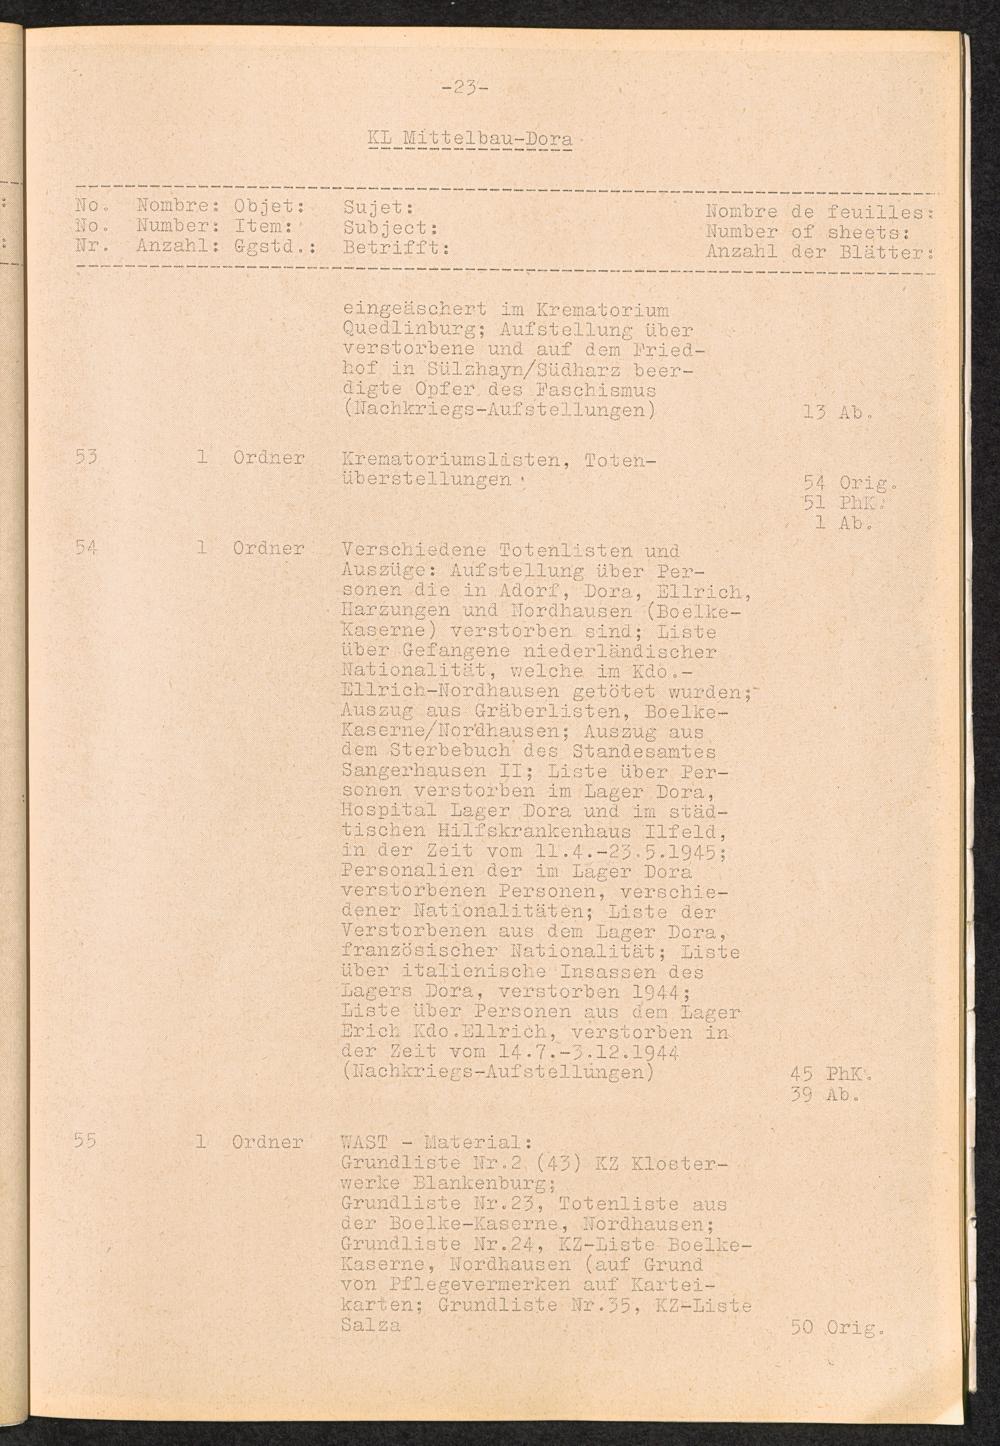 -23-
KL Mittelbau-Dora
No. Nombre: Objet: Sujet: Nombre de feuilles:
No. Number: Item: Subject: Number of sheets:
Nr. Anzahl: Ggstd.: Betrifft: Anzahl der Blätter:
eingeäschert im Krematorium
Quedlinburg; Aufstellung über
verstorbene und auf dem Fried-
hof in Sülzhayn/Südharz beer-
digte Opfer des Faschismus
(Nachkriegs-Aufstellungen) 13 Ab.
53 1 Ordner Krematoriumslisten, Toten-
überstellungen
54 Orig.
51 PhK.
1 Ab.
54 1 Ordner Verschiedene Totenlisten und
Auszüge: Aufstellung über Per-
sonen die in Adorf, Dora, Ellrich,
Harzungen und Nordhausen (Boelke-
Kaserne) verstorben sind; Liste
über Gefangene niederländischer
Nationalität, welche im Kdo.-
Ellrich-Nordhausen getötet wurden;
Auszug aus Gräberlisten, Boelke-
Kaserne/Nordhausen; Auszug aus
dem Sterbebuch des Standesamtes
Sangerhausen II; Liste über Per-
sonen verstorben im Lager Dora,
Hospital Lager Dora und im städ-
tischen Hilfskrankenhaus Ilfeld,
in der Zeit vom 11.4.-23.5.1945;
Personalien der im Lager Dora
verstorbenen Personen, verschie-
dener Nationalitäten; Liste der
Verstorbenen aus dem Lager Dora,
französischer Nationalität; Liste
über italienische Insassen des
Lagers Dora, verstorben 1944;
Liste über Personen aus dem Lager
Erich Kdo.Ellrich, verstorben in
der Zeit vom 14.7.-3.12.1944
(Nachkriegs-Aufstellungen) 45 PhK.
39 Ab.
55 1 Ordner WAST - Material:
Grundliste Nr.2 (43) KZ Kloster-
werke Blankenburg;
Grundliste Nr.23, Totenliste aus
der Boelke-Kaserne, Nordhausen;
Grundliste Nr.24, KZ-Liste Boelke-
Kaserne, Nordhausen (auf Grund
von Pflegevermerken auf Kartei-
karten; Grundliste Nr.35, KZ-Liste
Salza 50 Orig.